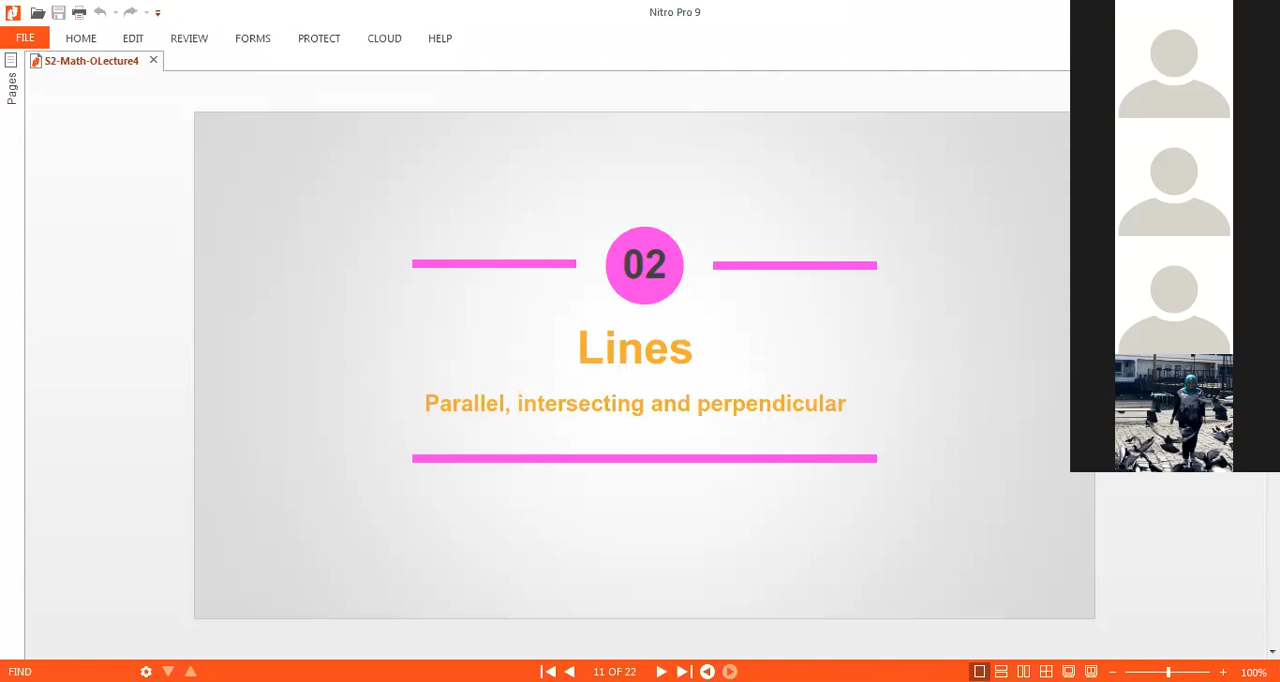 Nitro Pro 9
FILE HOME EDIT REVIEW FORMS PROTECT CLOUD HELP
S2-Math-OLecture4
Pages
02
Lines
Parallel, intersecting and perpendicular
FIND
11 OF 22
100%